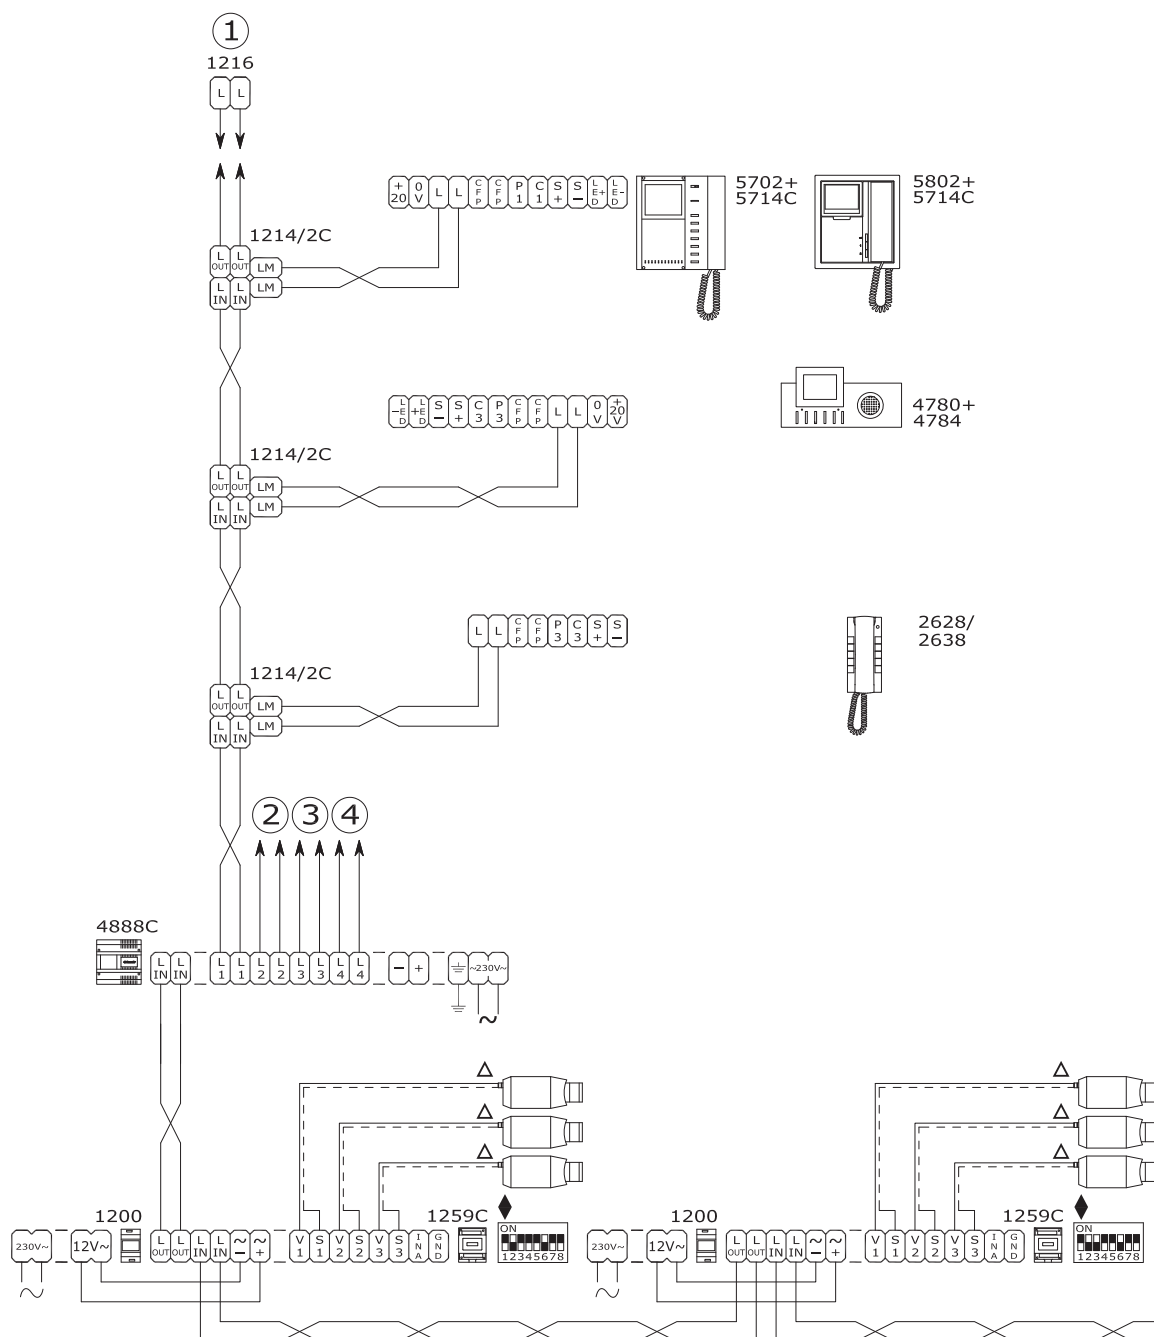 1
1216
L L
+20 0V L L CFP CFP P1 C1 S+ S- LED+ LED-
5702+
5714C
5802+
5714C
1214/2C
L OUT L OUT LM
L IN L IN LM
4780+
4784
LED- LED+ S- S+ C3 P3 CFP CFP L L 0V +20V
1214/2C
L OUT L OUT LM
L IN L IN LM
2628/
2638
L L CFP CFP P3 C3 S+ S-
1214/2C
L OUT L OUT LM
L IN L IN LM
2 3 4
4888C
L IN L IN L1 L1 L2 L2 L3 L3 L4 L4 - + ~230V~
~
1200 1259C 1200 1259C
230V~ 12V~ L OUT L OUT L IN L IN ~- ~+ V1 S1 V2 S2 V3 S3 INA GND ON 12345678
230V~ 12V~ L OUT L OUT L IN L IN ~- ~+ V1 S1 V2 S2 V3 S3 INA GND ON 12345678
~ ~